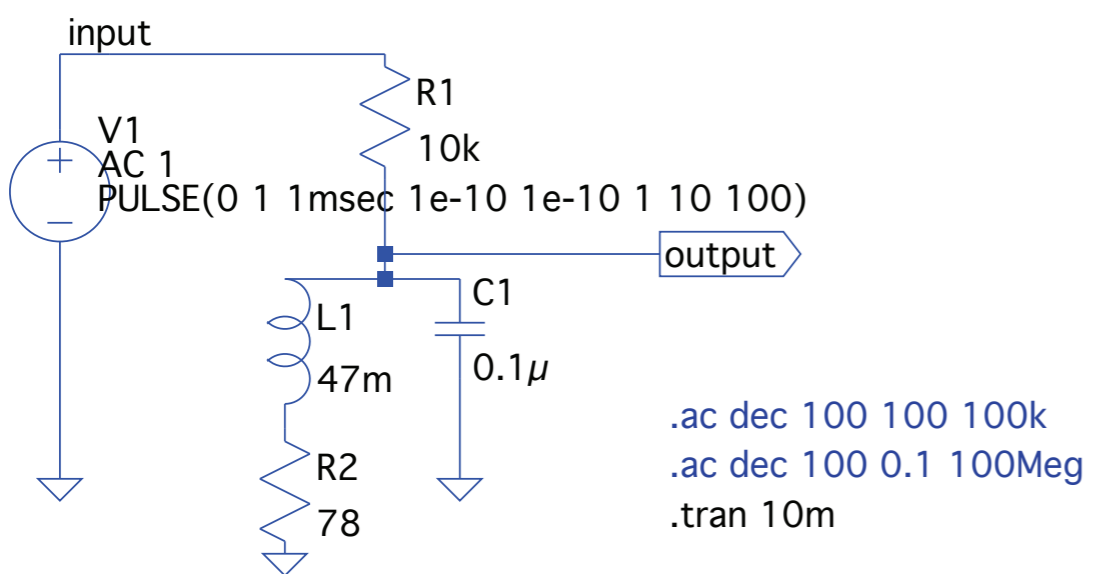 input
R1
10k
V1
AC 1
PULSE(0 1 1msec 1e-10 1e-10 1 10 100)
output
L1
47m
C1
0.1µ
R2
78
.ac dec 100 100 100k
.ac dec 100 0.1 100Meg
.tran 10m